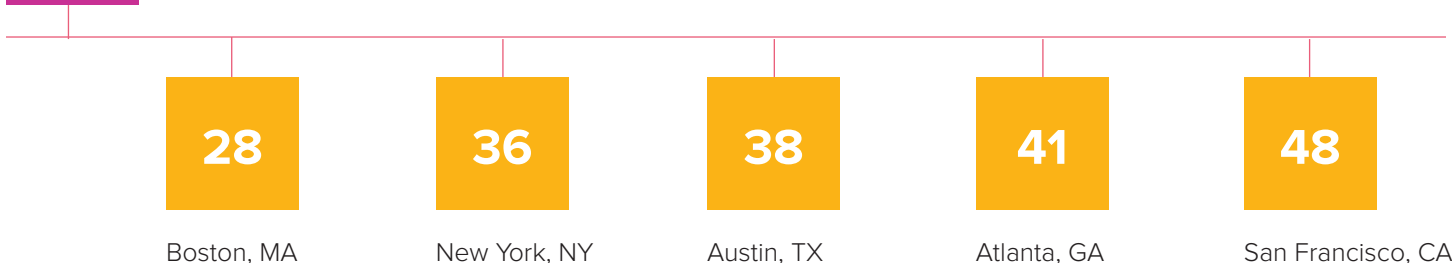 28 36 38 41 48
Boston, MA New York, NY Austin, TX Atlanta, GA San Francisco, CA